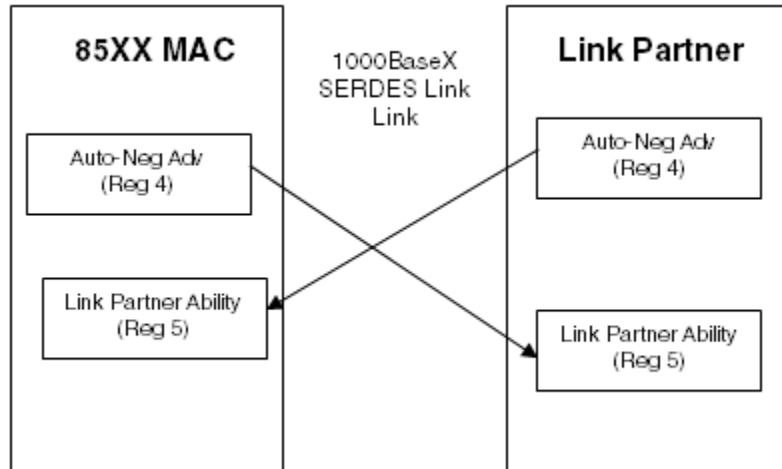 85XX MAC
1000BaseX
SERDES Link
Link
Link Partner
Auto-Neg Adv
(Reg 4)
Auto-Neg Adv
(Reg 4)
Link Partner Ability
(Reg 5)
Link Partner Ability
(Reg 5)